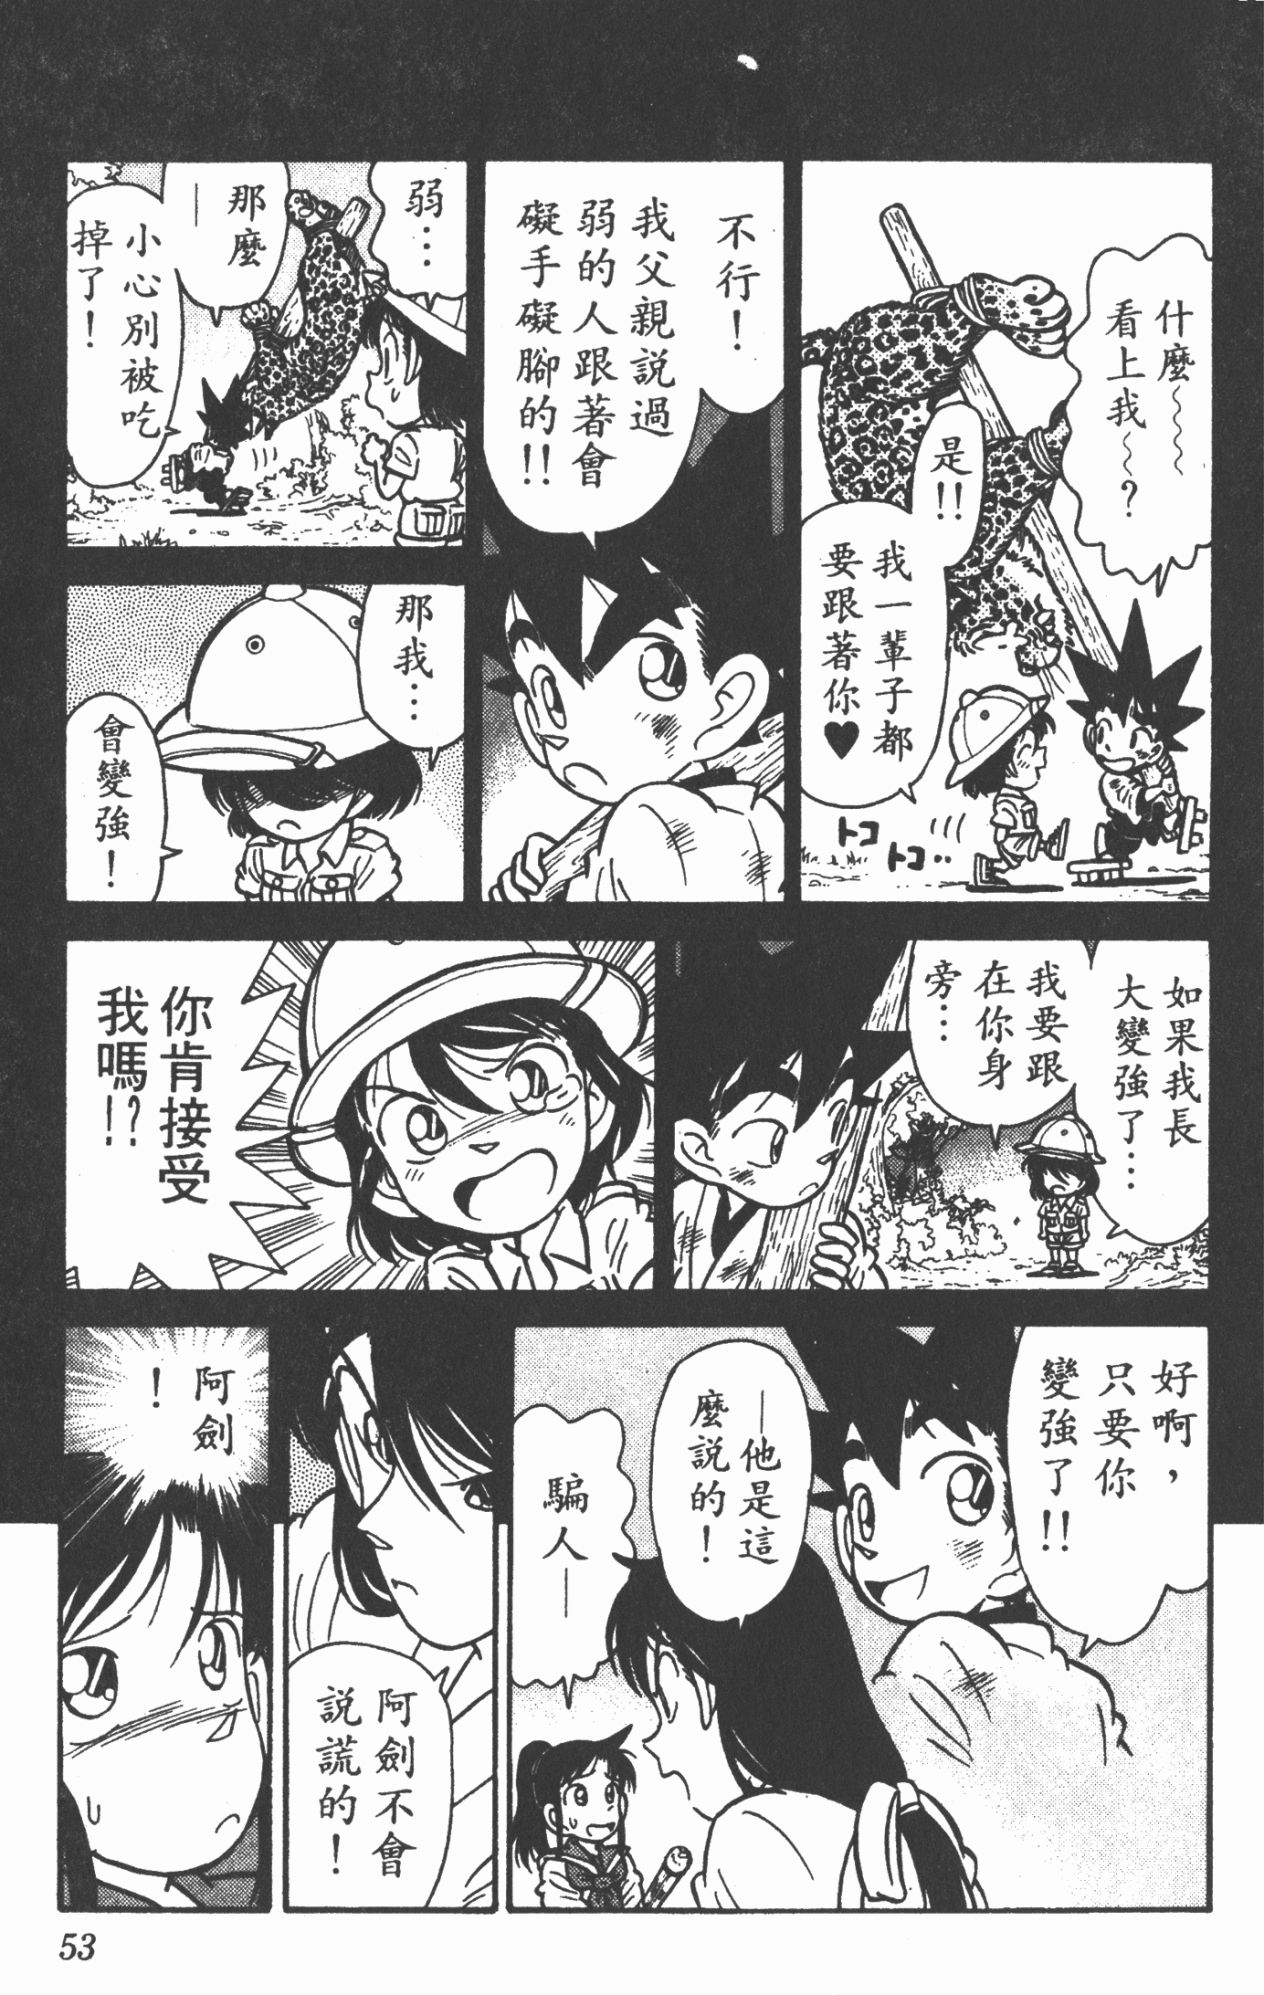 什麼～～
看上我～？
是！！
我一輩子都
要跟著你♥
トコ
トコ‥
不行！
我父親說過
弱的人跟著會
礙手礙腳的！！
弱…
那麼
—
小心別被吃
掉了！
那我…
會變強！
如果我長
大變強了…
我要跟
在你身
旁…
你肯接受
我嗎！？
好啊，
只要你
變強了！！
—他是這
麼説的！
騙人—
阿劍不會
說謊的！
阿劍
！
53